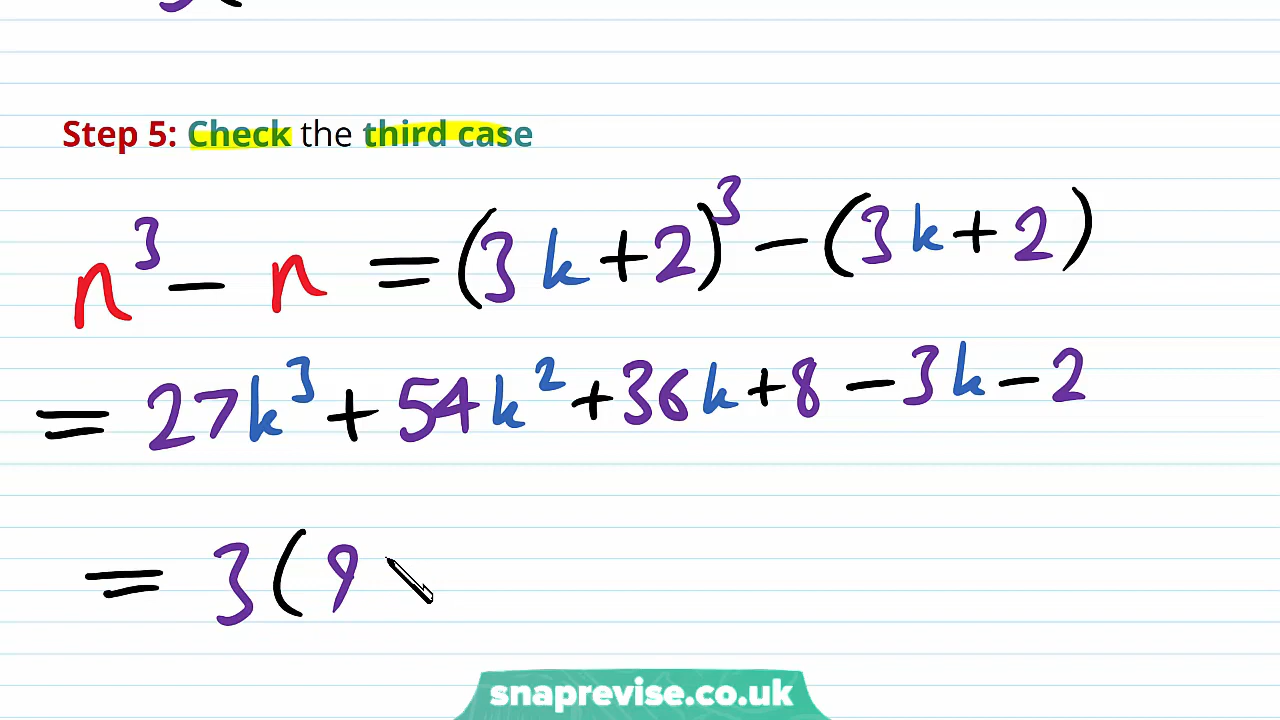 Step 5: Check the third case
n³ - n = (3k+2)³ - (3k+2)
= 27k³ + 54k² + 36k + 8 - 3k - 2
= 3(9
snaprevise.co.uk